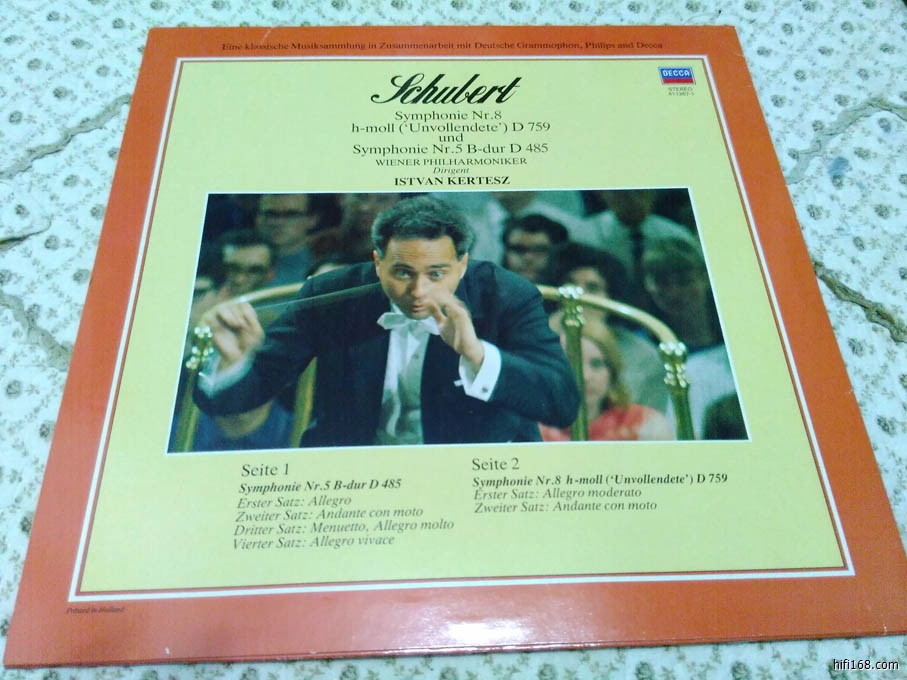 Eine klassische Musiksammlung in Zusammenarbeit mit Deutsche Grammophon, Philips and Decca
DECCA
STEREO
411967-1
Schubert
Symphonie Nr.8
h-moll (‘Unvollendete’) D 759
und
Symphonie Nr.5 B-dur D 485
WIENER PHILHARMONIKER
Dirigent
ISTVAN KERTESZ
Seite 1
Symphonie Nr.5 B-dur D 485
Erster Satz: Allegro
Zweiter Satz: Andante con moto
Dritter Satz: Menuetto, Allegro molto
Vierter Satz: Allegro vivace
Seite 2
Symphonie Nr.8 h-moll (‘Unvollendete’) D 759
Erster Satz: Allegro moderato
Zweiter Satz: Andante con moto
Printed in Holland
hifi168.com